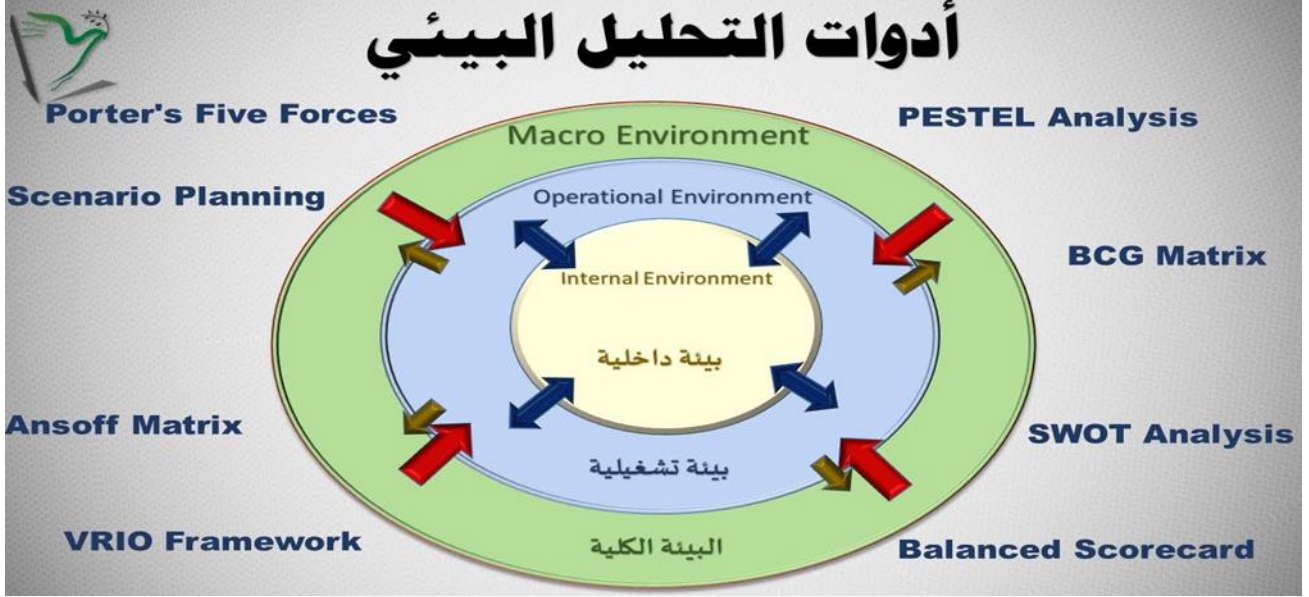 أدوات التحليل البيئي
Porter's Five Forces
PESTEL Analysis
Macro Environment
Scenario Planning
Operational Environment
BCG Matrix
Internal Environment
بيئة داخلية
Ansoff Matrix
SWOT Analysis
بيئة تشغيلية
VRIO Framework
البيئة الكلية
Balanced Scorecard